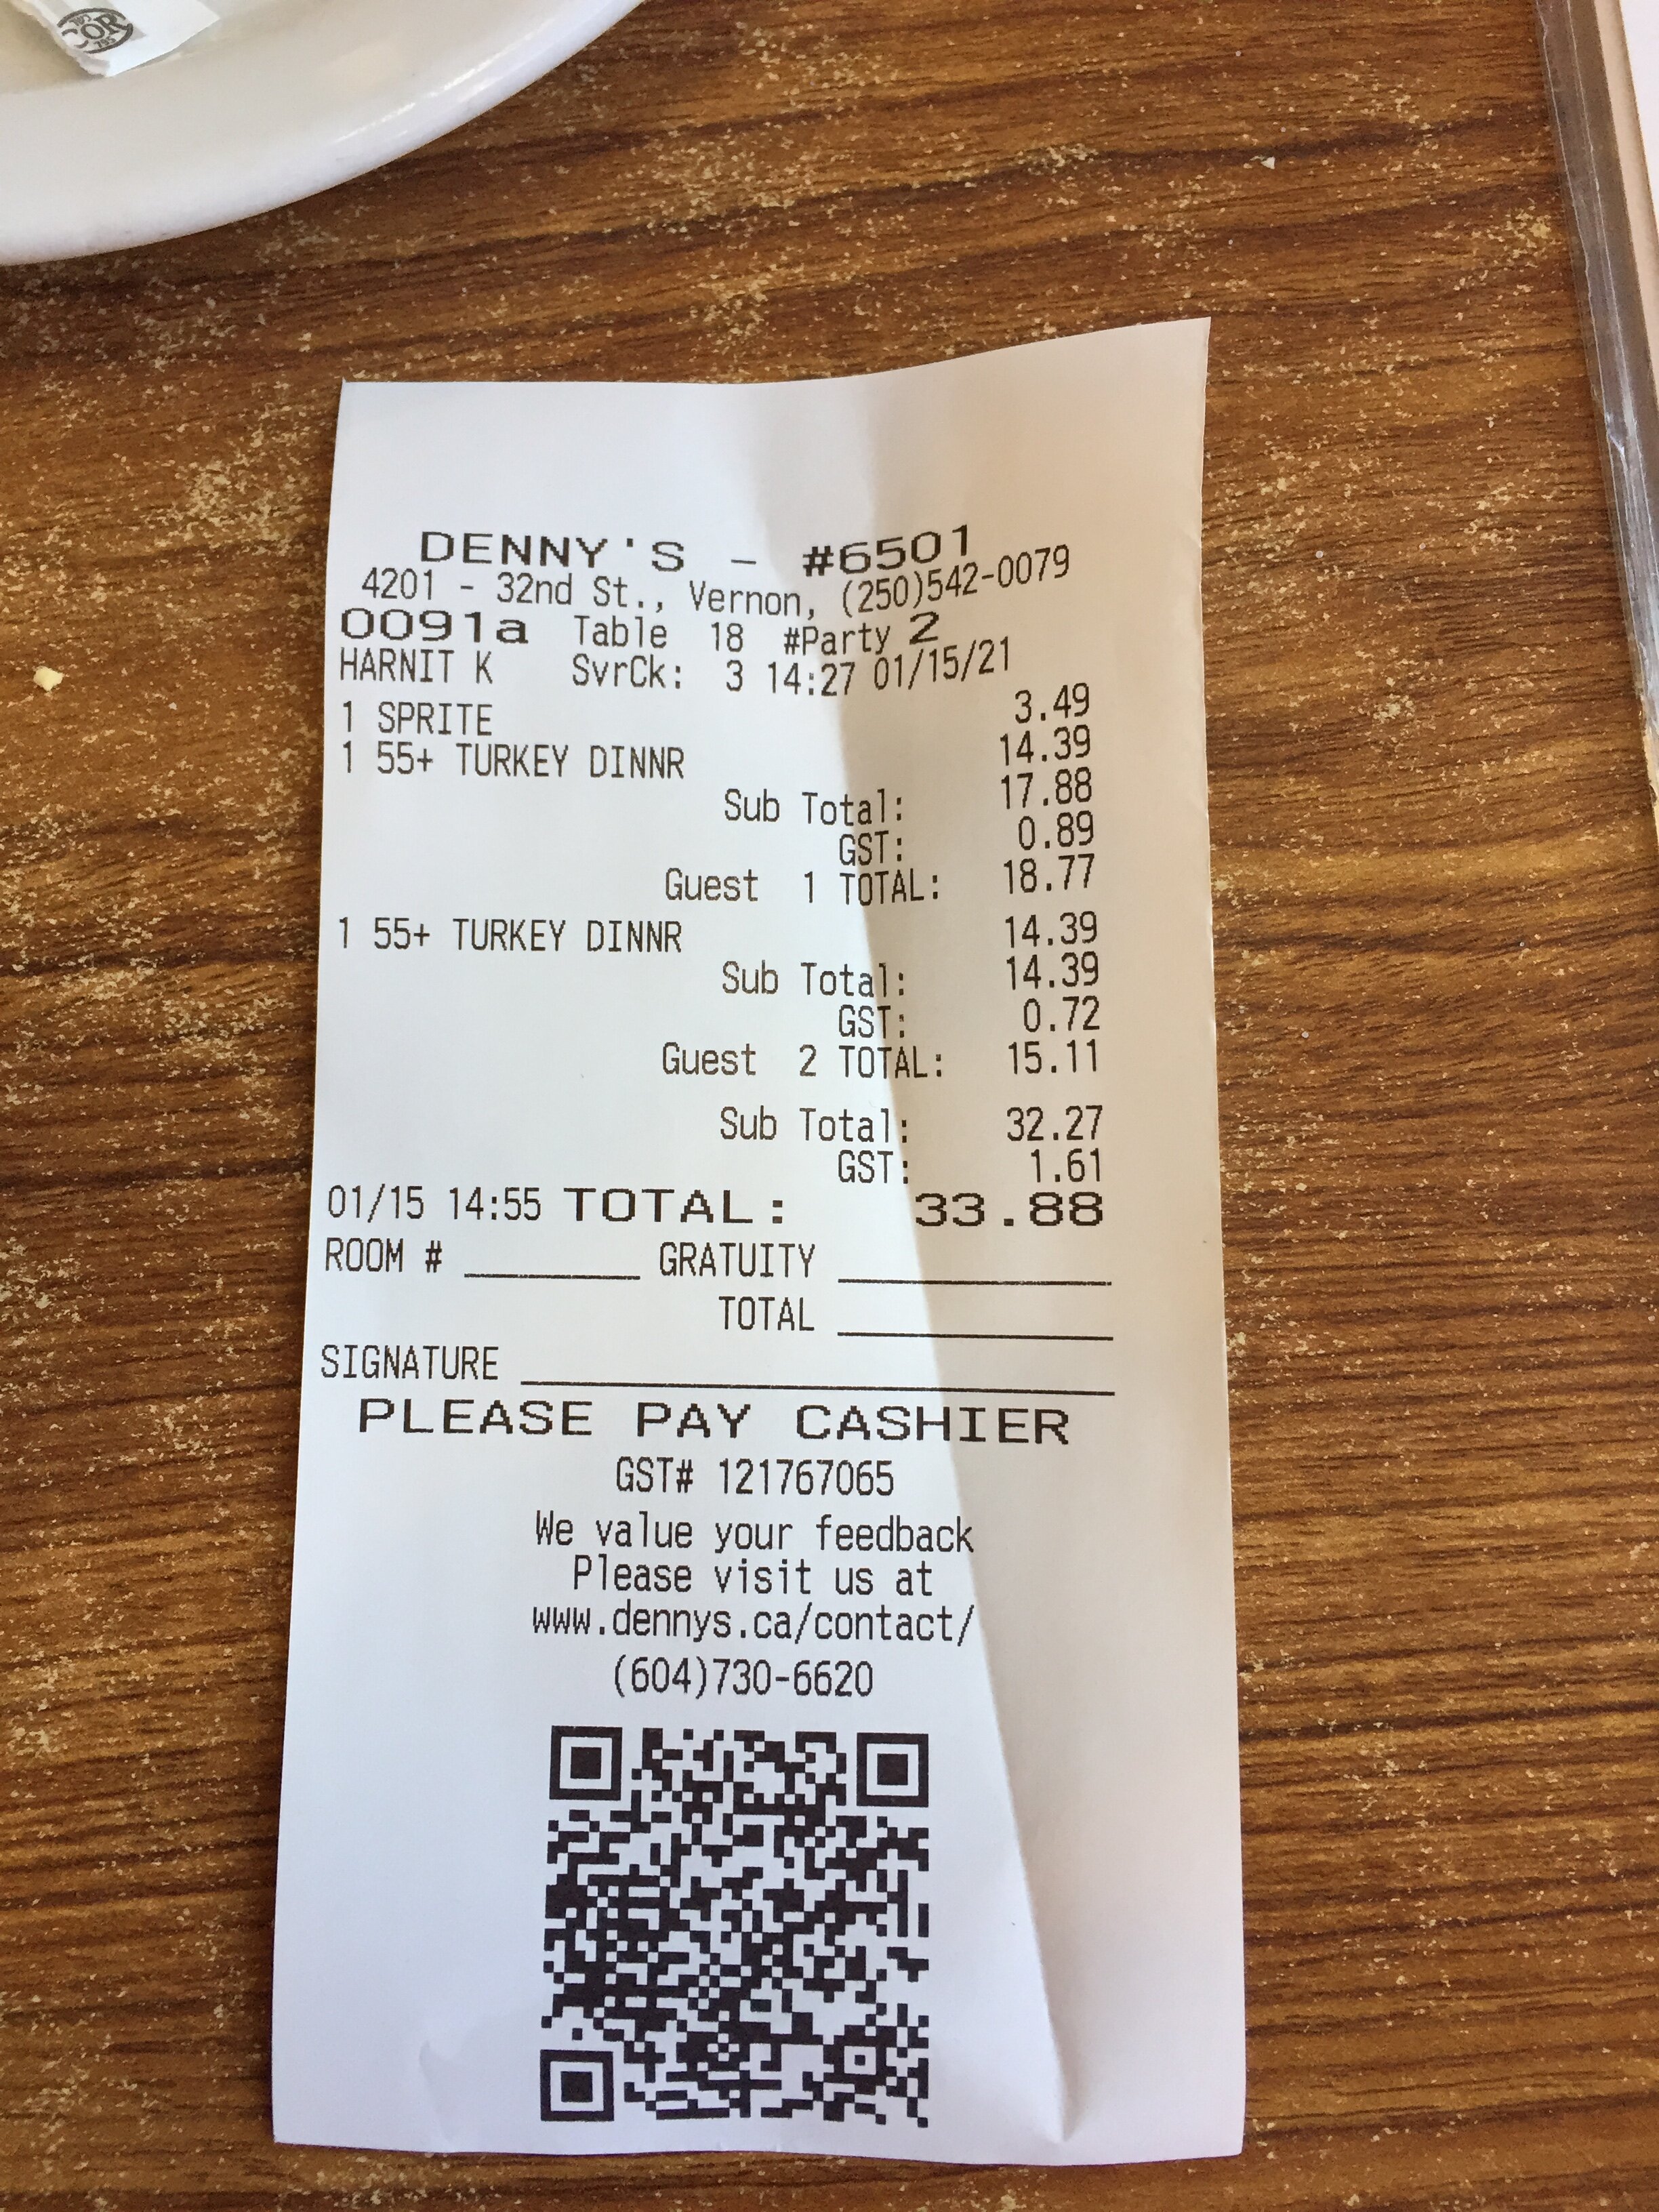 COR
DENNY'S - #6501
4201 - 32nd St., Vernon, (250)542-0079
0091a Table 18 #Party 2
HARNIT K SvrCk: 3 14:27 01/15/21
1 SPRITE 3.49
1 55+ TURKEY DINNR 14.39
Sub Total: 17.88
GST: 0.89
Guest 1 TOTAL: 18.77
1 55+ TURKEY DINNR 14.39
Sub Total: 14.39
GST: 0.72
Guest 2 TOTAL: 15.11
Sub Total: 32.27
GST: 1.61
01/15 14:55 TOTAL: 33.88
ROOM # ________ GRATUITY ____________
TOTAL ____________
SIGNATURE __________________________
PLEASE PAY CASHIER
GST# 121767065
We value your feedback
Please visit us at
www.dennys.ca/contact/
(604)730-6620